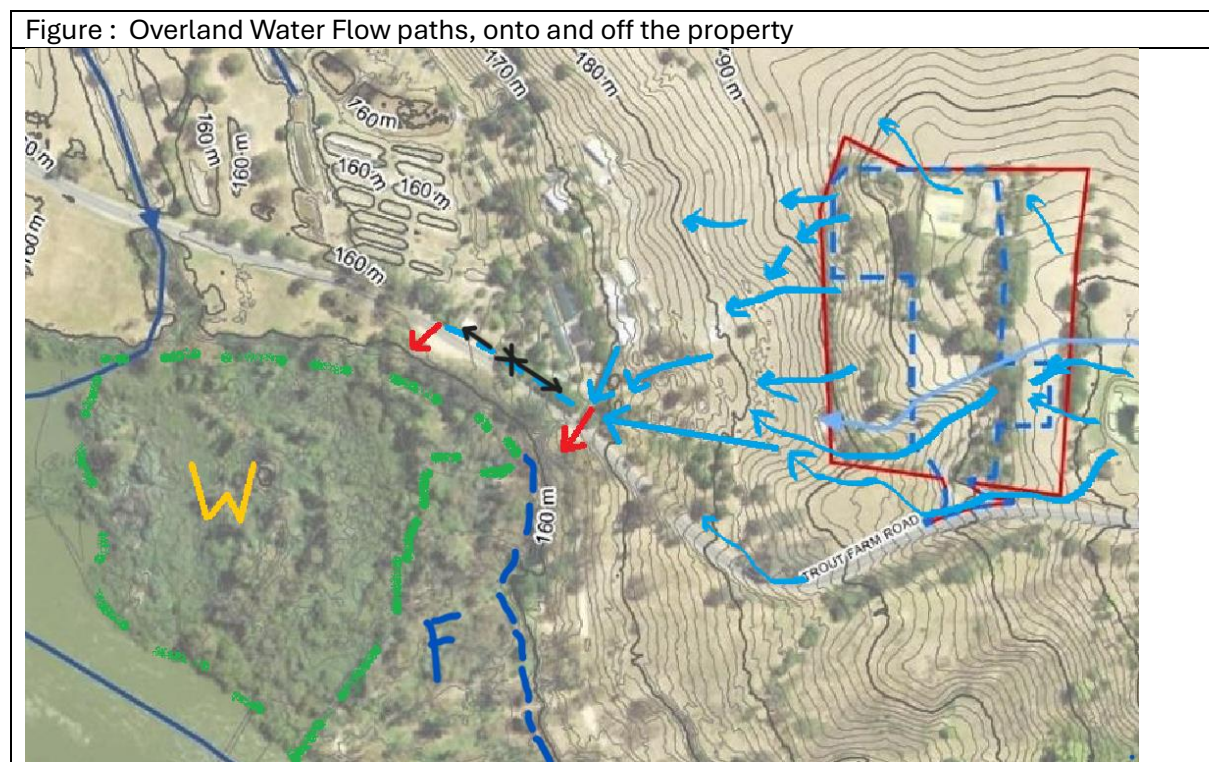 Figure : Overland Water Flow paths, onto and off the property
170 m
180 m
190 m
160 m
160 m
160 m
160 m
160 m
160 m
160 m
160 m
W
F
TROUT FARM ROAD